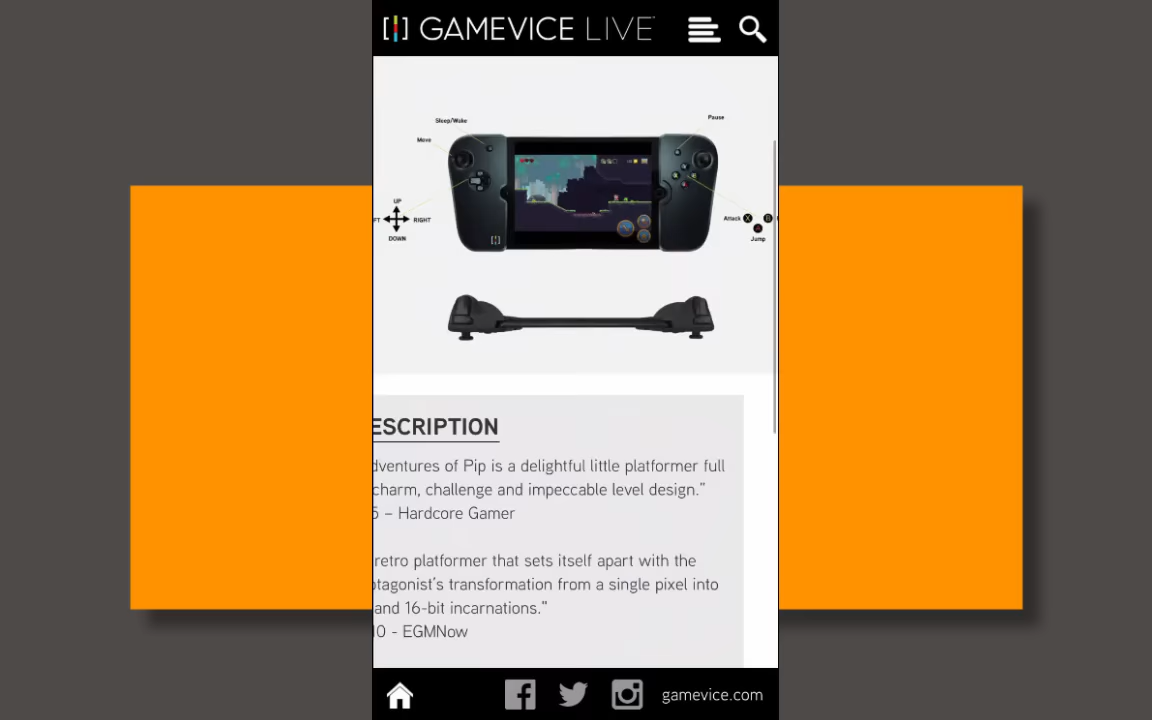 [|] GAMEVICE LIVE
Sleep/Wake
Pause
Move
UP
FT
RIGHT
DOWN
Attack X B
A
Jump
ESCRIPTION
dventures of Pip is a delightful little platformer full
charm, challenge and impeccable level design."
5 – Hardcore Gamer
retro platformer that sets itself apart with the
otagonist's transformation from a single pixel into
and 16-bit incarnations."
10 - EGMNow
gamevice.com